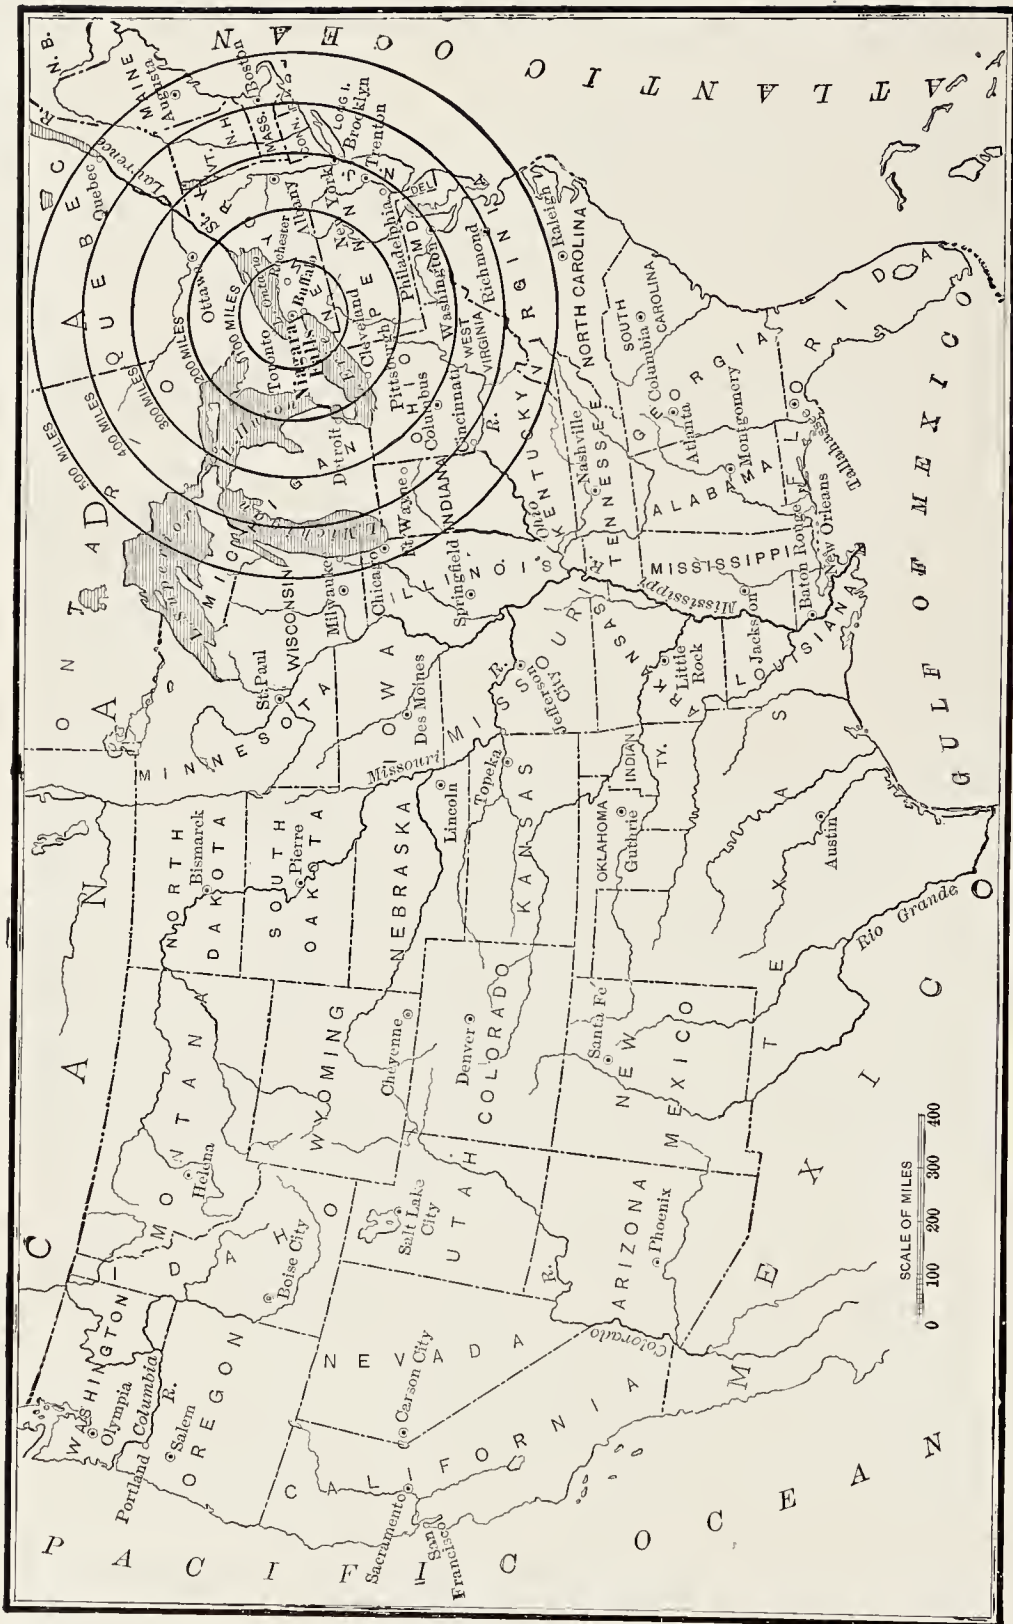 PACIFIC OCEAN
ATLANTIC OCEAN
GULF OF MEXICO
CANADA
MEXICO
ONTARIO
QUEBEC
N. B.
WASHINGTON
Olympia
Columbia
R.
Portland
Salem
OREGON
CALIFORNIA
Sacramento
San
Francisco
NEVADA
Carson City
IDAHO
Boise City
MONTANA
Helena
WYOMING
Cheyenne
UTAH
Salt Lake
City
COLORADO
Denver
ARIZONA
Phoenix
Colorado
R.
NEW
MEXICO
Santa Fé
NORTH
DAKOTA
Bismarck
SOUTH
OAKOTA
Pierre
NEBRASKA
Lincoln
KANSAS
Topeka
OKLAHOMA
Guthrie
INDIAN
TY.
TEXAS
Austin
Rio Grande
MINNESOTA
St. Paul
IOWA
Des Moines
Missouri
R.
MISSOURI
Jefferson
City
ARKANSAS
Little
Rock
LOUISIANA
Baton Rouge
New Orleans
WISCONSIN
Milwaukee
L. Superior
MICHIGAN
L. Michigan
Detroit
ILLINOIS
Chicago
Springfield
INDIANA
Ft. Wayne
OHIO
Columbus
Cincinnati
Cleveland
KENTUCKY
Ohio
R.
TENNESSEE
Nashville
MISSISSIPPI
Jackson
Mississippi
R.
ALABAMA
Montgomery
GEORGIA
Atlanta
FLORIDA
Tallahassee
SOUTH
CAROLINA
Columbia
NORTH CAROLINA
Raleigh
VIRGINIA
Richmond
WEST
VIRGINIA
Washington
MD.
DEL.
PENN.
Pittsburgh
Philadelphia
N. J.
Trenton
New York
Brooklyn
LONG I.
Albany
Rochester
Buffalo
Niagara
Falls
Toronto
Ontario
L. Erie
Ottawa
St. Lawrence R.
Quebec
VT.
N.H.
MASS.
CONN.
Boston
MAINE
Augusta
100 MILES
200 MILES
300 MILES
400 MILES
500 MILES
SCALE OF MILES
0 100 200 300 400